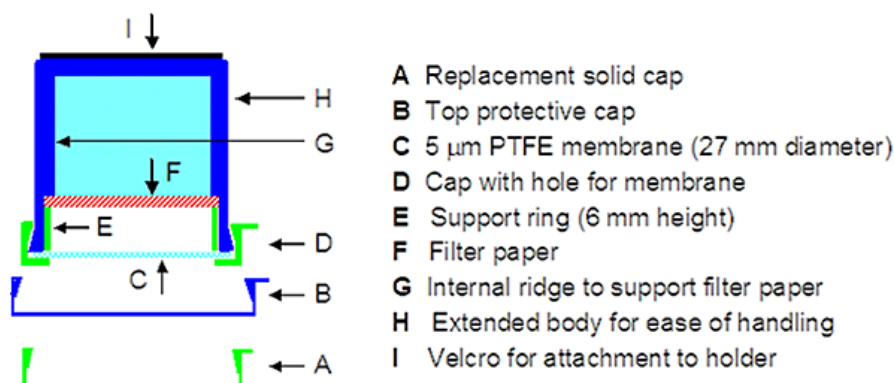 I
H
G
F
E
D
C
B
A
A Replacement solid cap
B Top protective cap
C 5 μm PTFE membrane (27 mm diameter)
D Cap with hole for membrane
E Support ring (6 mm height)
F Filter paper
G Internal ridge to support filter paper
H Extended body for ease of handling
I Velcro for attachment to holder